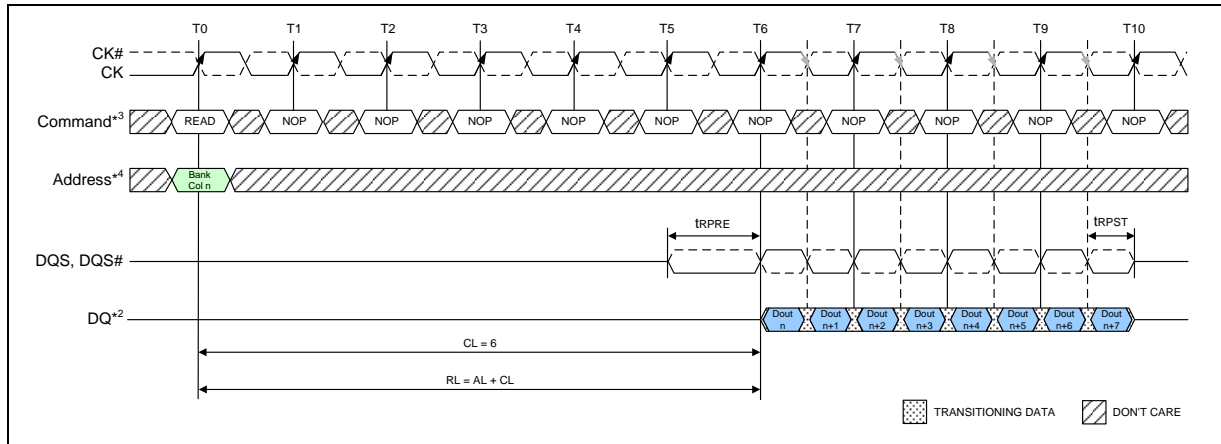 T0 T1 T2 T3 T4 T5 T6 T7 T8 T9 T10
CK#
CK
Command*3 READ NOP NOP NOP NOP NOP NOP NOP NOP NOP NOP
Address*4 Bank
Col n
tRPRE tRPST
DQS, DQS#
DQ*2 Dout Dout Dout Dout Dout Dout Dout Dout
n n+1 n+2 n+3 n+4 n+5 n+6 n+7
CL = 6
RL = AL + CL
TRANSITIONING DATA DON'T CARE